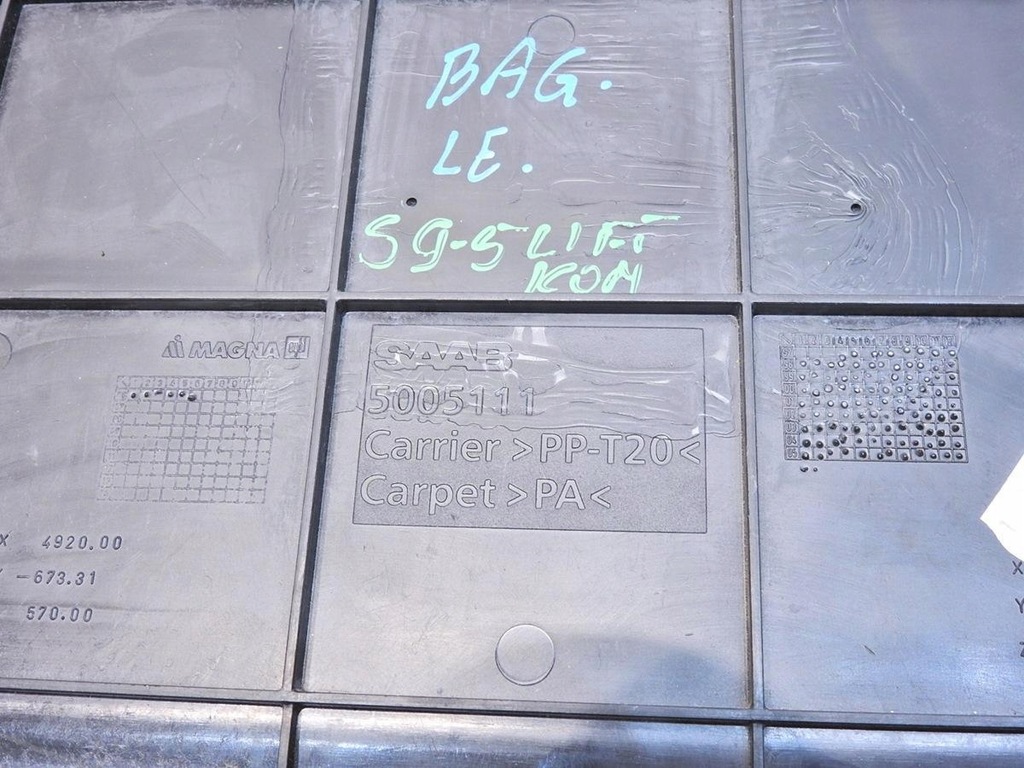 BAG.
LE.
SG-5 LIFT
KOM
MAGNA
SAAB
5005111
Carrier >PP-T20<
Carpet >PA<
X 4920.00
Y -673.31
570.00
X
Y